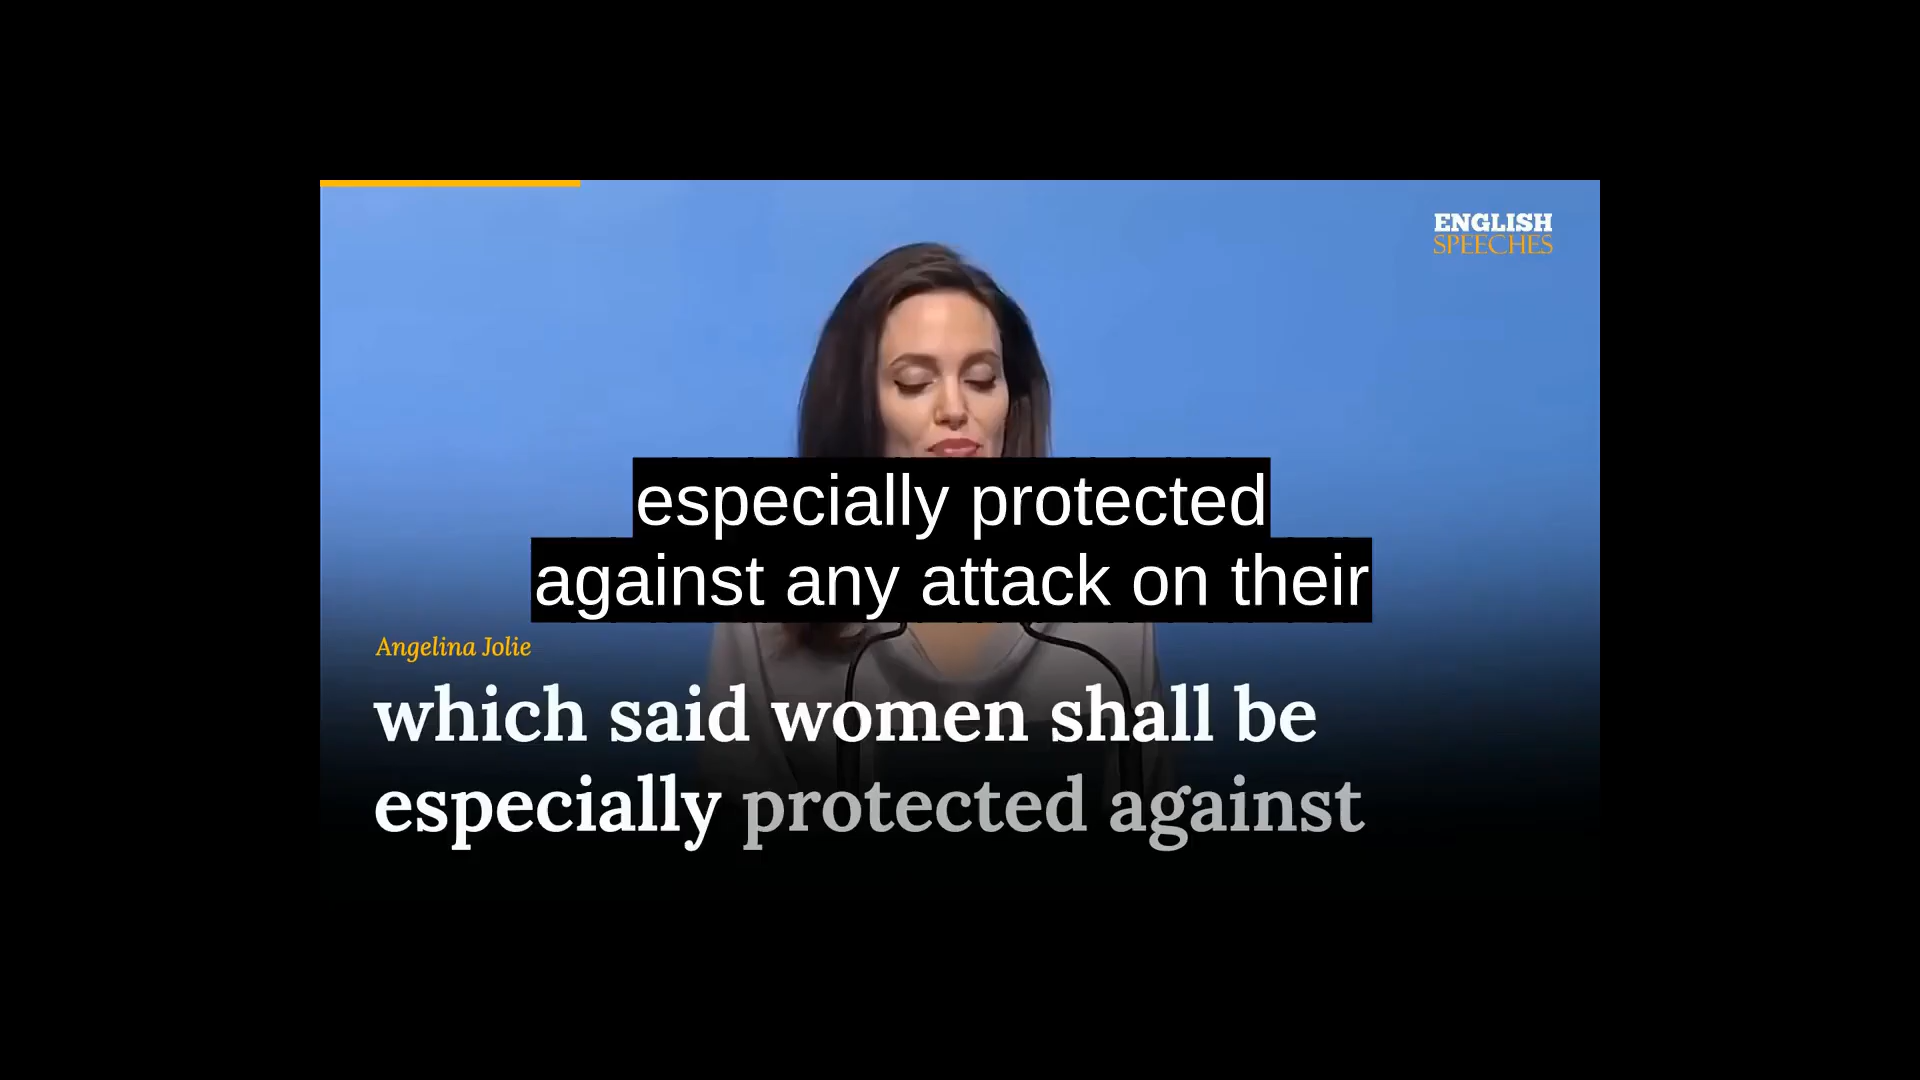 ENGLISH
SPEECHES
especially protected
against any attack on their
Angelina Jolie
which said women shall be
especially protected against